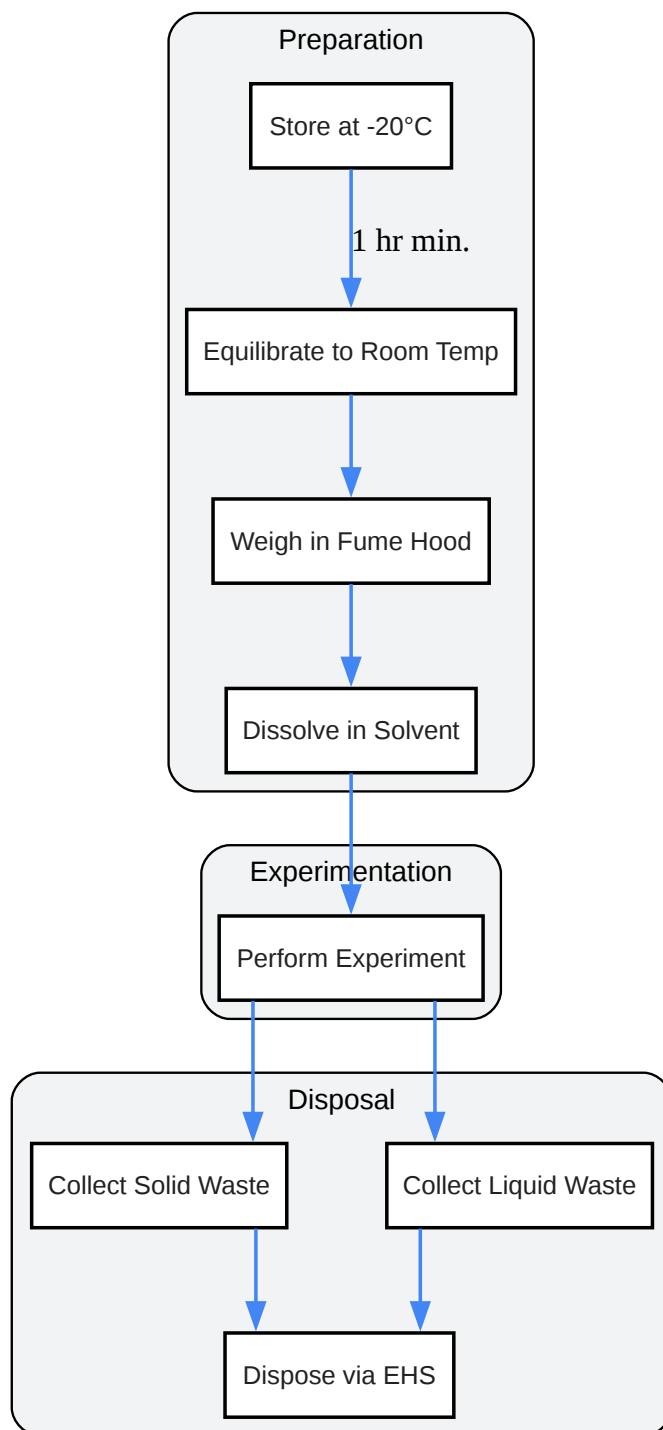 Preparation
Store at -20°C
1 hr min.
Equilibrate to Room Temp
Weigh in Fume Hood
Dissolve in Solvent
Experimentation
Perform Experiment
Disposal
Collect Solid Waste
Collect Liquid Waste
Dispose via EHS